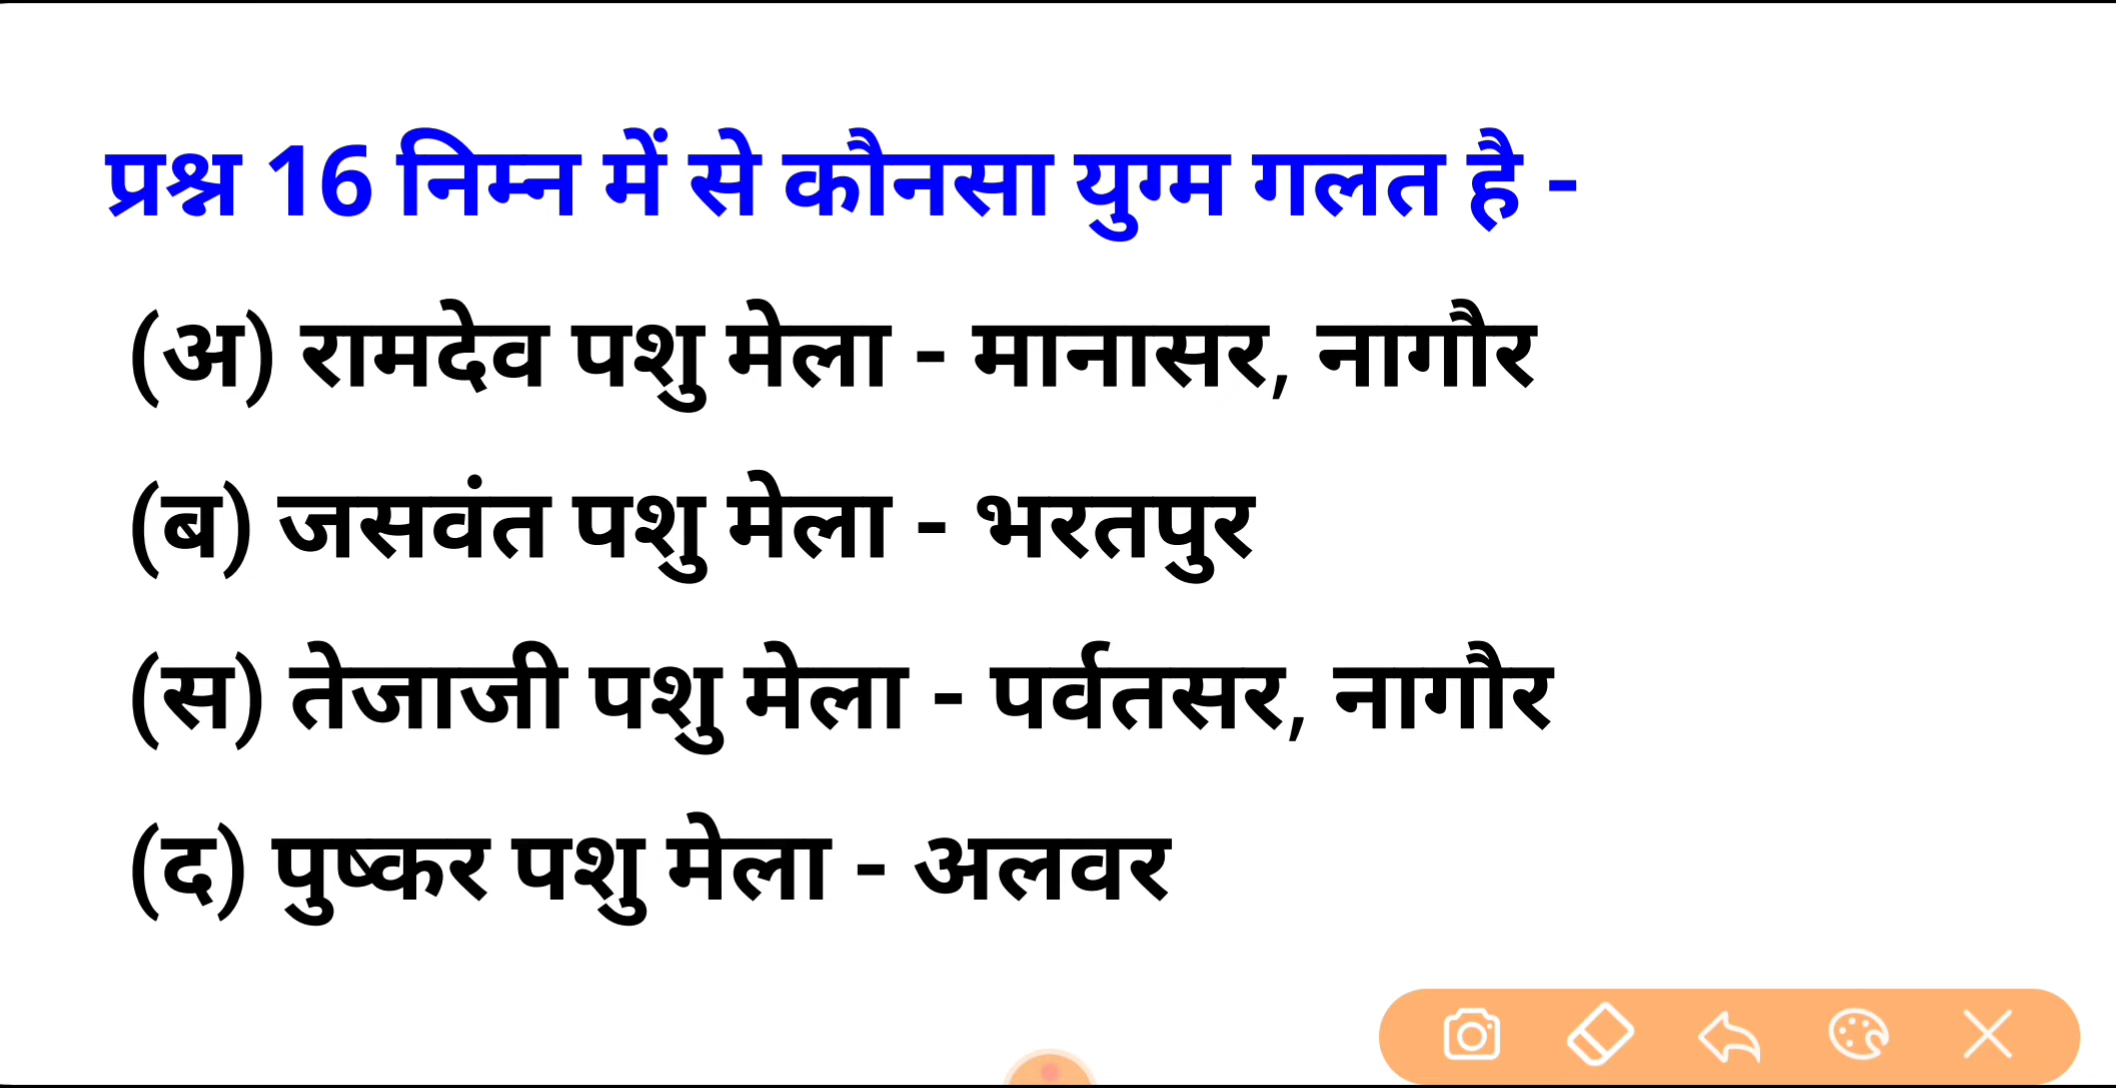 प्रश्न 16 निम्न में से कौनसा युग्म गलत है -
(अ) रामदेव पशु मेला - मानासर, नागौर
(ब) जसवंत पशु मेला - भरतपुर
(स) तेजाजी पशु मेला - पर्वतसर, नागौर
(द) पुष्कर पशु मेला - अलवर